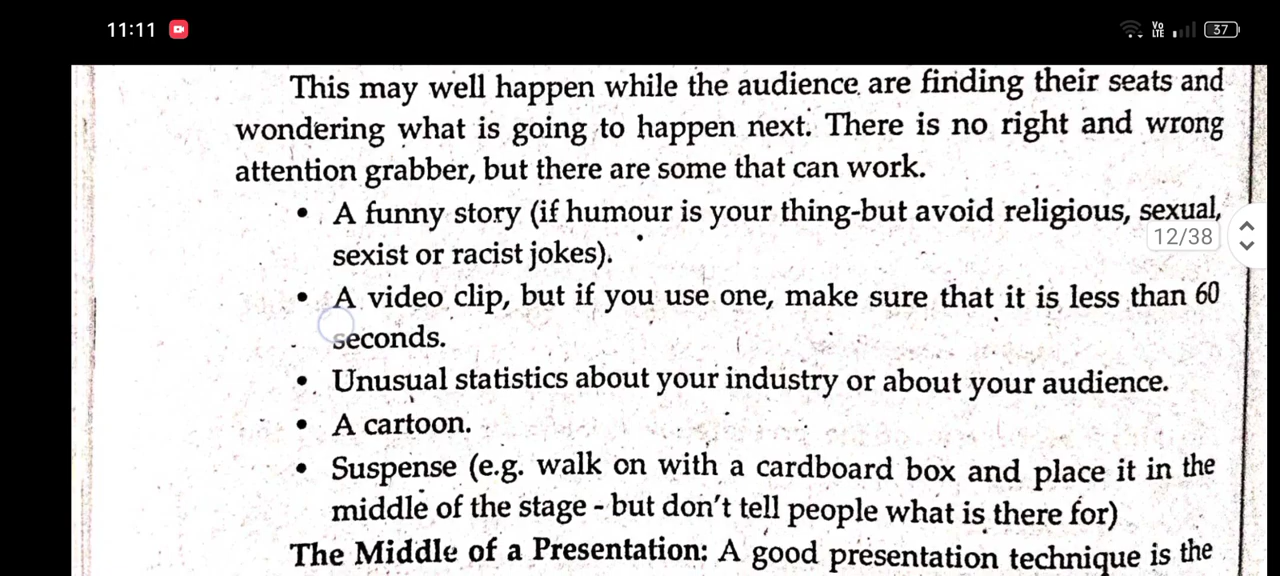 11:11
Vo LTE 37
This may well happen while the audience are finding their seats and
wondering what is going to happen next. There is no right and wrong
attention grabber, but there are some that can work.
• A funny story (if humour is your thing-but avoid religious, sexual,
sexist or racist jokes).
12/38
• A video clip, but if you use one, make sure that it is less than 60
seconds.
• Unusual statistics about your industry or about your audience.
• A cartoon.
• Suspense (e.g. walk on with a cardboard box and place it in the
middle of the stage - but don't tell people what is there for)
The Middle of a Presentation: A good presentation technique is the